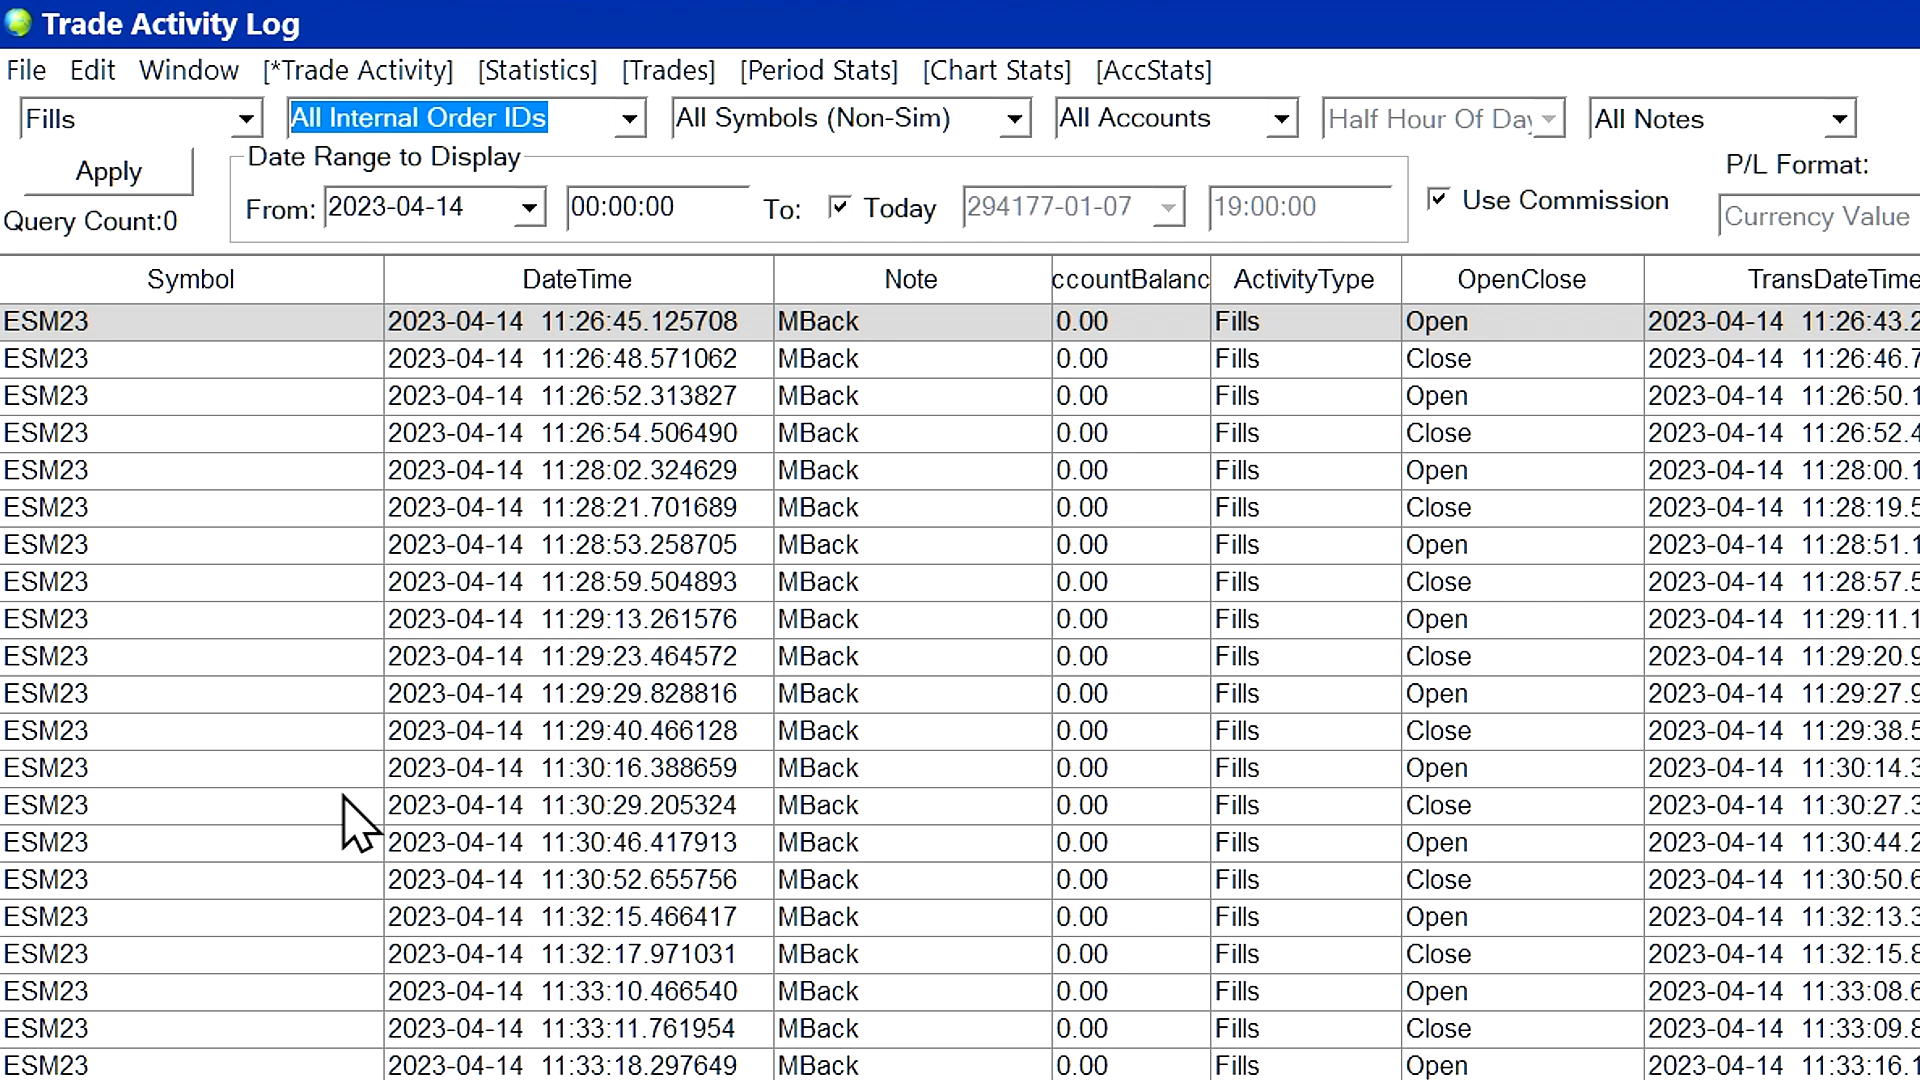 Trade Activity Log
File Edit Window [*Trade Activity] [Statistics] [Trades] [Period Stats] [Chart Stats] [AccStats]
Fills All Internal Order IDs All Symbols (Non-Sim) All Accounts Half Hour Of Day All Notes
Apply Date Range to Display P/L Format:
Query Count:0 From: 2023-04-14 00:00:00 To: Today 294177-01-07 19:00:00 Use Commission Currency Value
Symbol DateTime Note ccountBalanc ActivityType OpenClose TransDateTime
ESM23 2023-04-14 11:26:45.125708 MBack 0.00 Fills Open 2023-04-14 11:26:43.2
ESM23 2023-04-14 11:26:48.571062 MBack 0.00 Fills Close 2023-04-14 11:26:46.7
ESM23 2023-04-14 11:26:52.313827 MBack 0.00 Fills Open 2023-04-14 11:26:50.1
ESM23 2023-04-14 11:26:54.506490 MBack 0.00 Fills Close 2023-04-14 11:26:52.4
ESM23 2023-04-14 11:28:02.324629 MBack 0.00 Fills Open 2023-04-14 11:28:00.1
ESM23 2023-04-14 11:28:21.701689 MBack 0.00 Fills Close 2023-04-14 11:28:19.5
ESM23 2023-04-14 11:28:53.258705 MBack 0.00 Fills Open 2023-04-14 11:28:51.1
ESM23 2023-04-14 11:28:59.504893 MBack 0.00 Fills Close 2023-04-14 11:28:57.5
ESM23 2023-04-14 11:29:13.261576 MBack 0.00 Fills Open 2023-04-14 11:29:11.1
ESM23 2023-04-14 11:29:23.464572 MBack 0.00 Fills Close 2023-04-14 11:29:20.9
ESM23 2023-04-14 11:29:29.828816 MBack 0.00 Fills Open 2023-04-14 11:29:27.9
ESM23 2023-04-14 11:29:40.466128 MBack 0.00 Fills Close 2023-04-14 11:29:38.5
ESM23 2023-04-14 11:30:16.388659 MBack 0.00 Fills Open 2023-04-14 11:30:14.3
ESM23 2023-04-14 11:30:29.205324 MBack 0.00 Fills Close 2023-04-14 11:30:27.3
ESM23 2023-04-14 11:30:46.417913 MBack 0.00 Fills Open 2023-04-14 11:30:44.2
ESM23 2023-04-14 11:30:52.655756 MBack 0.00 Fills Close 2023-04-14 11:30:50.6
ESM23 2023-04-14 11:32:15.466417 MBack 0.00 Fills Open 2023-04-14 11:32:13.3
ESM23 2023-04-14 11:32:17.971031 MBack 0.00 Fills Close 2023-04-14 11:32:15.8
ESM23 2023-04-14 11:33:10.466540 MBack 0.00 Fills Open 2023-04-14 11:33:08.6
ESM23 2023-04-14 11:33:11.761954 MBack 0.00 Fills Close 2023-04-14 11:33:09.8
ESM23 2023-04-14 11:33:18.297649 MBack 0.00 Fills Open 2023-04-14 11:33:16.1